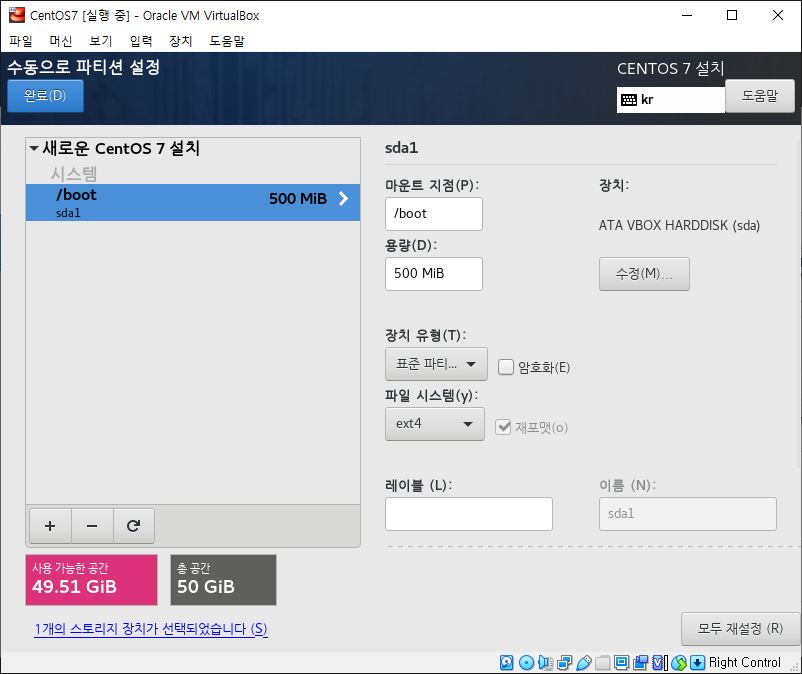 CentOS7 [실행 중] - Oracle VM VirtualBox
파일 머신 보기 입력 장치 도움말
수동으로 파티션 설정
CENTOS 7 설치
완료(D)
kr
도움말
새로운 CentOS 7 설치
시스템
/boot 500 MiB
sda1
sda1
마운트 지점(P):
/boot
장치:
ATA VBOX HARDDISK (sda)
용량(D):
500 MiB
수정(M)...
장치 유형(T):
표준 파티...
암호화(E)
파일 시스템(y):
ext4
재포맷(o)
레이블 (L):
이름 (N):
sda1
사용 가능한 공간
49.51 GiB
총 공간
50 GiB
1개의 스토리지 장치가 선택되었습니다 (S)
모두 재설정 (R)
Right Control